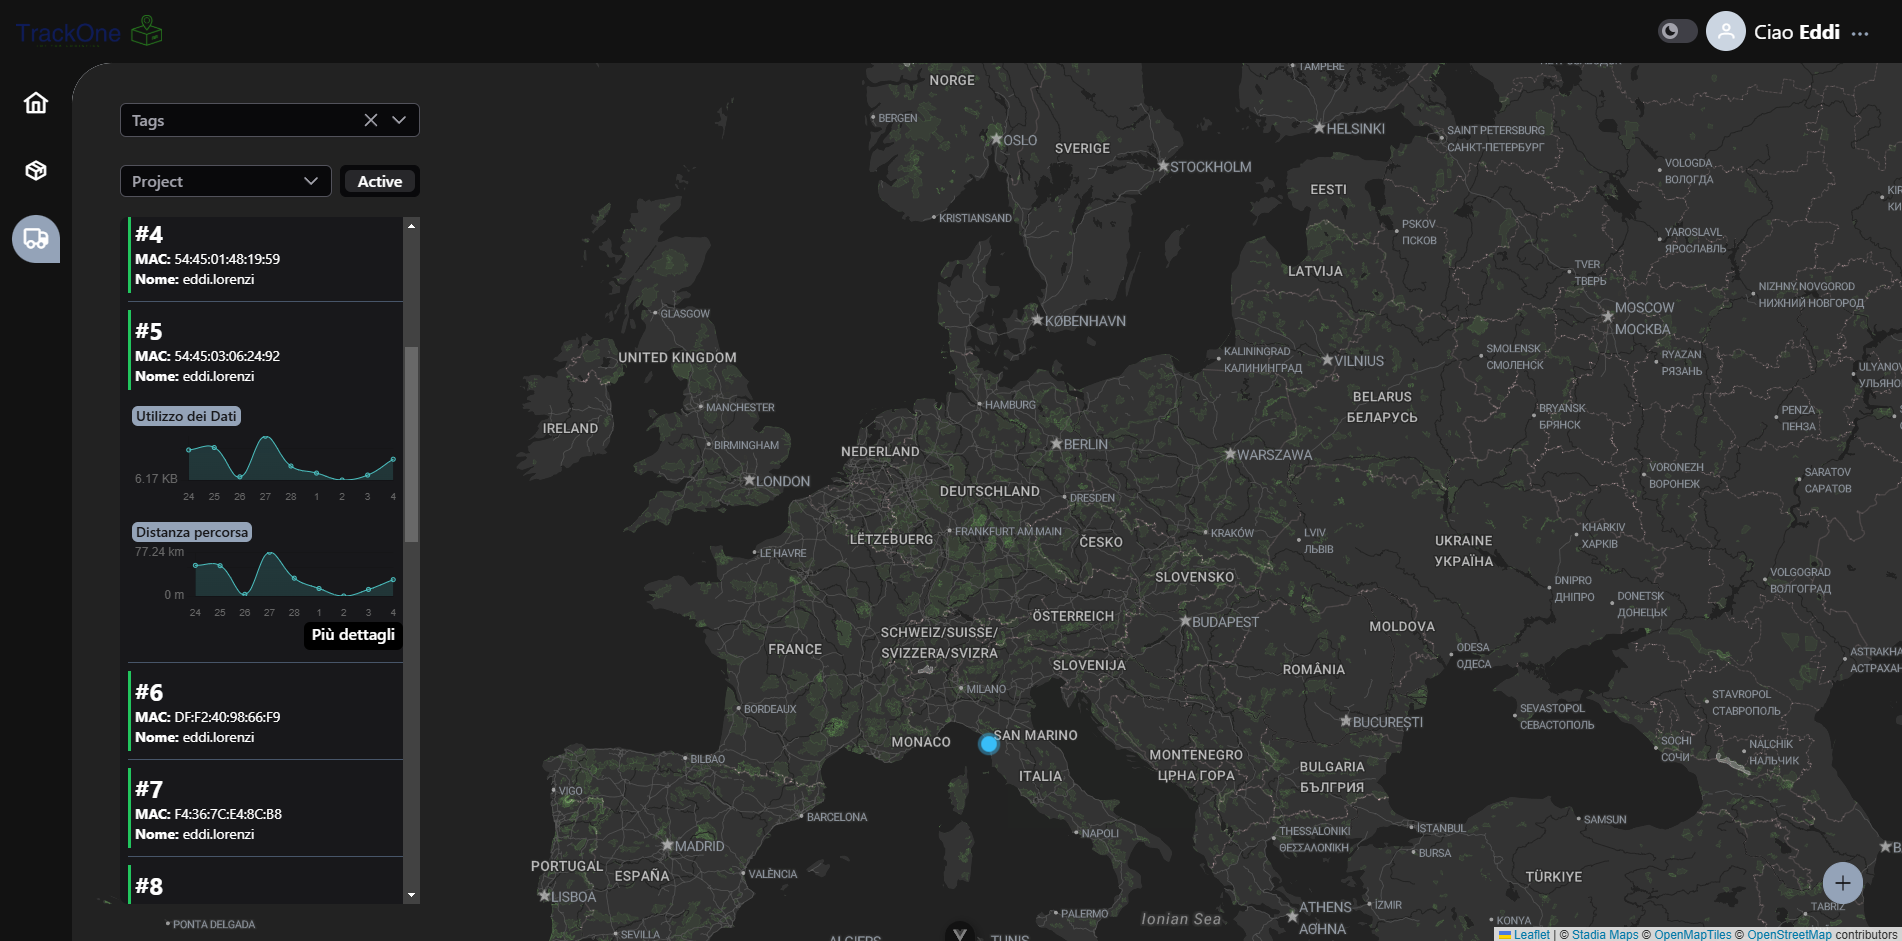 TrackOne
Ciao Eddi
Tags
Project
Active
#4
MAC: 54:45:01:48:19:59
Nome: eddi.lorenzi
#5
MAC: 54:45:03:06:24:92
Nome: eddi.lorenzi
Utilizzo dei Dati
6.17 KB
24 25 26 27 28 1 2 3 4
Distanza percorsa
77.24 km
0 m
24 25 26 27 28 1 2 3 4
Più dettagli
#6
MAC: DF:F2:40:98:66:F9
Nome: eddi.lorenzi
#7
MAC: F4:36:7C:E4:8C:B8
Nome: eddi.lorenzi
#8
NORGE
TAMPERE
BERGEN
OSLO
SVERIGE
HELSINKI
SAINT PETERSBURG
САНКТ-ПЕТЕРБУРГ
STOCKHOLM
VOLOGDA
ВОЛОГДА
EESTI
KRISTIANSAND
PSKOV
ПСКОВ
YAROSLAVL
ЯРОСЛАВЛЬ
LATVIJA
TVER
ТВЕРЬ
NIZHNY NOVGOROD
НИЖНИЙ НОВГОРОД
GLASGOW
KØBENHAVN
MOSCOW
МОСКВА
UNITED KINGDOM
KALININGRAD
КАЛИНИНГРАД
VILNIUS
SMOLENSK
СМОЛЕНСК
RYAZAN
РЯЗАНЬ
MANCHESTER
HAMBURG
BELARUS
БЕЛАРУСЬ
BRYANSK
БРЯНСК
PENZA
ПЕНЗА
IRELAND
BIRMINGHAM
NEDERLAND
BERLIN
WARSZAWA
LONDON
DEUTSCHLAND
DRESDEN
VORONEZH
ВОРОНЕЖ
SARATOV
САРАТОВ
LE HAVRE
LËTZEBUERG
FRANKFURT AM MAIN
ČESKO
KRAKÓW
LVIV
ЛЬВІВ
UKRAINE
УКРАЇНА
KHARKIV
ХАРКІВ
SLOVENSKO
DNIPRO
ДНІПРО
DONETSK
ДОНЕЦЬК
VOLGOGRAD
ВОЛГОГРАД
ÖSTERREICH
BUDAPEST
SCHWEIZ/SUISSE/
SVIZZERA/SVIZRA
FRANCE
MOLDOVA
SLOVENIJA
ROMÂNIA
ODESA
ОДЕСА
MILANO
BORDEAUX
BUCUREȘTI
SEVASTOPOL
СЕВАСТОПОЛЬ
STAVROPOL
СТАВРОПОЛЬ
MONACO
SAN MARINO
SOCHI
СОЧИ
NALCHIK
НАЛЬЧИК
BILBAO
MONTENEGRO
ЦРНА ГОРА
BULGARIA
БЪЛГРИЯ
ITALIA
VIGO
BARCELONA
NAPOLI
THESSALONIKI
ΘΕΣΣΑΛΟΝΊΚΗ
İSTANBUL
SAMSUN
MADRID
BURSA
PORTUGAL
ESPAÑA
VALÈNCIA
TÜRKIYE
LISBOA
PALERMO
Ionian Sea
ATHENS
ΑΘΉΝΑ
İZMIR
KONYA
PONTA DELGADA
SEVILLA
Leaflet | © Stadia Maps © OpenMapTiles © OpenStreetMap contributors